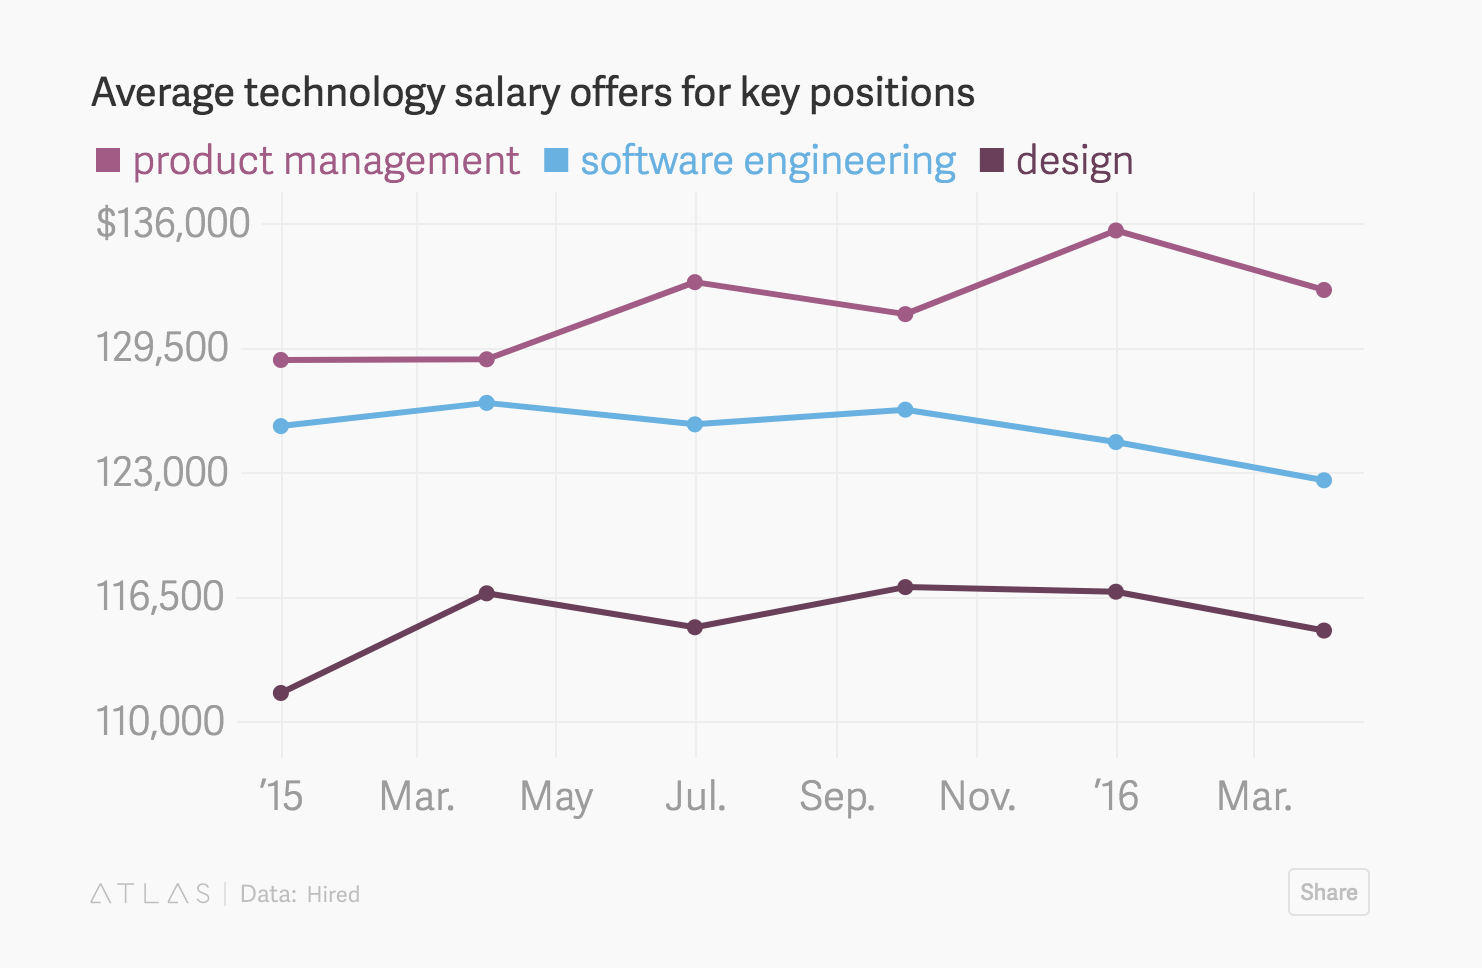 Average technology salary offers for key positions
product management software engineering design
$136,000
129,500
123,000
116,500
110,000
’15 Mar. May Jul. Sep. Nov. ’16 Mar.
ATLAS | Data: Hired
Share